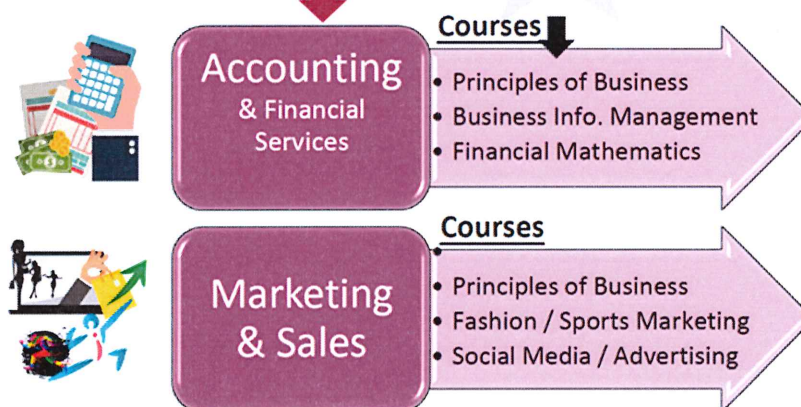 Courses
Accounting
& Financial
Services
• Principles of Business
• Business Info. Management
• Financial Mathematics
Courses
Marketing
& Sales
•
• Principles of Business
• Fashion / Sports Marketing
• Social Media / Advertising